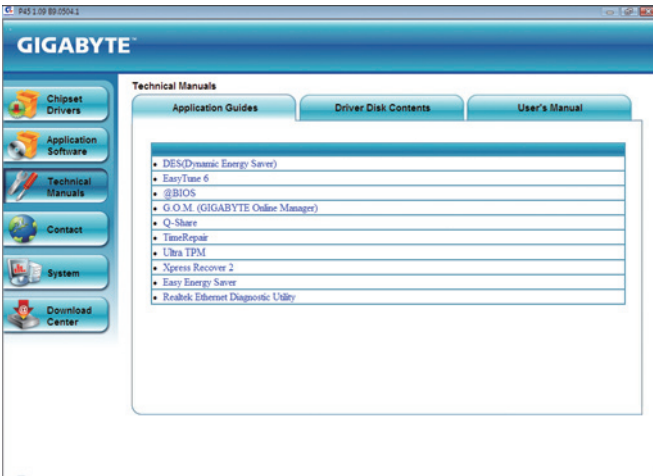 P45 1.09 B9.0504.1
GIGABYTE™
Technical Manuals
Application Guides
Driver Disk Contents
User's Manual
Chipset
Drivers
Application
Software
Technical
Manuals
Contact
System
Download
Center
• DES(Dynamic Energy Saver)
• EasyTune 6
• @BIOS
• G.O.M. (GIGABYTE Online Manager)
• Q-Share
• TimeRepair
• Ultra TPM
• Xpress Recover 2
• Easy Energy Saver
• Realtek Ethernet Diagnostic Utility